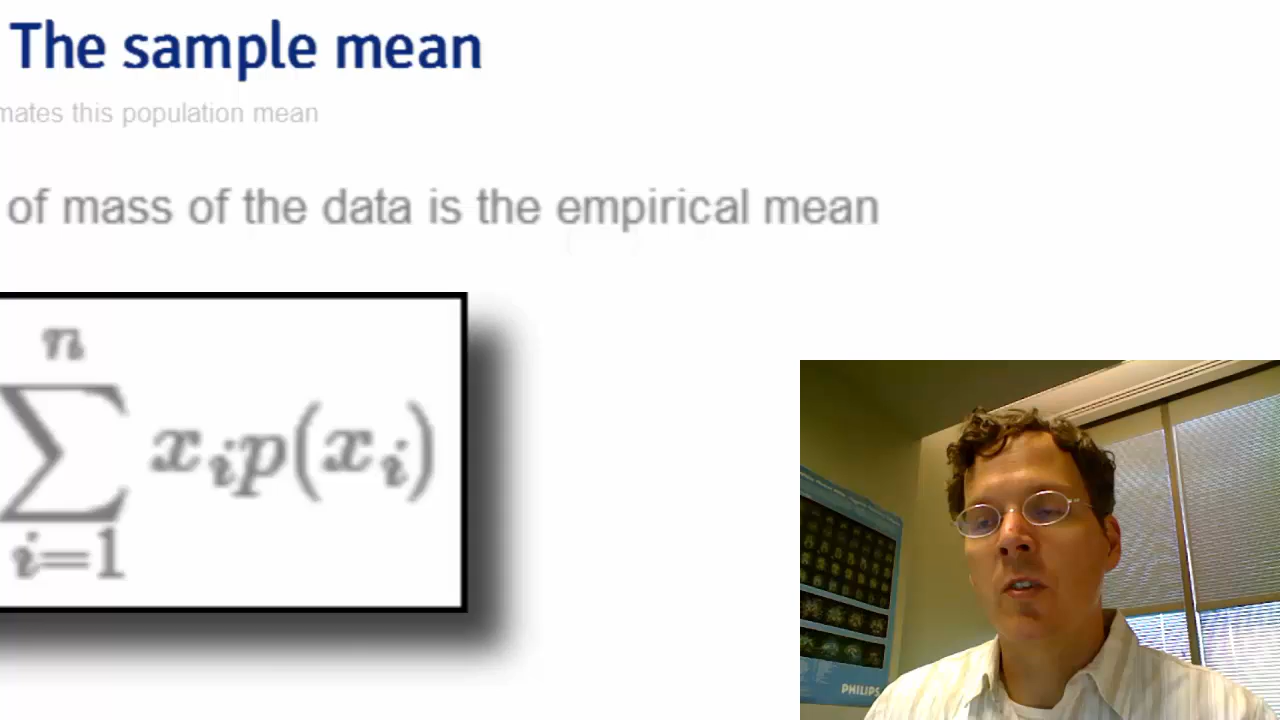 The sample mean
mates this population mean
of mass of the data is the empirical mean
n
∑ x_i p(x_i)
i=1
PHILIPS